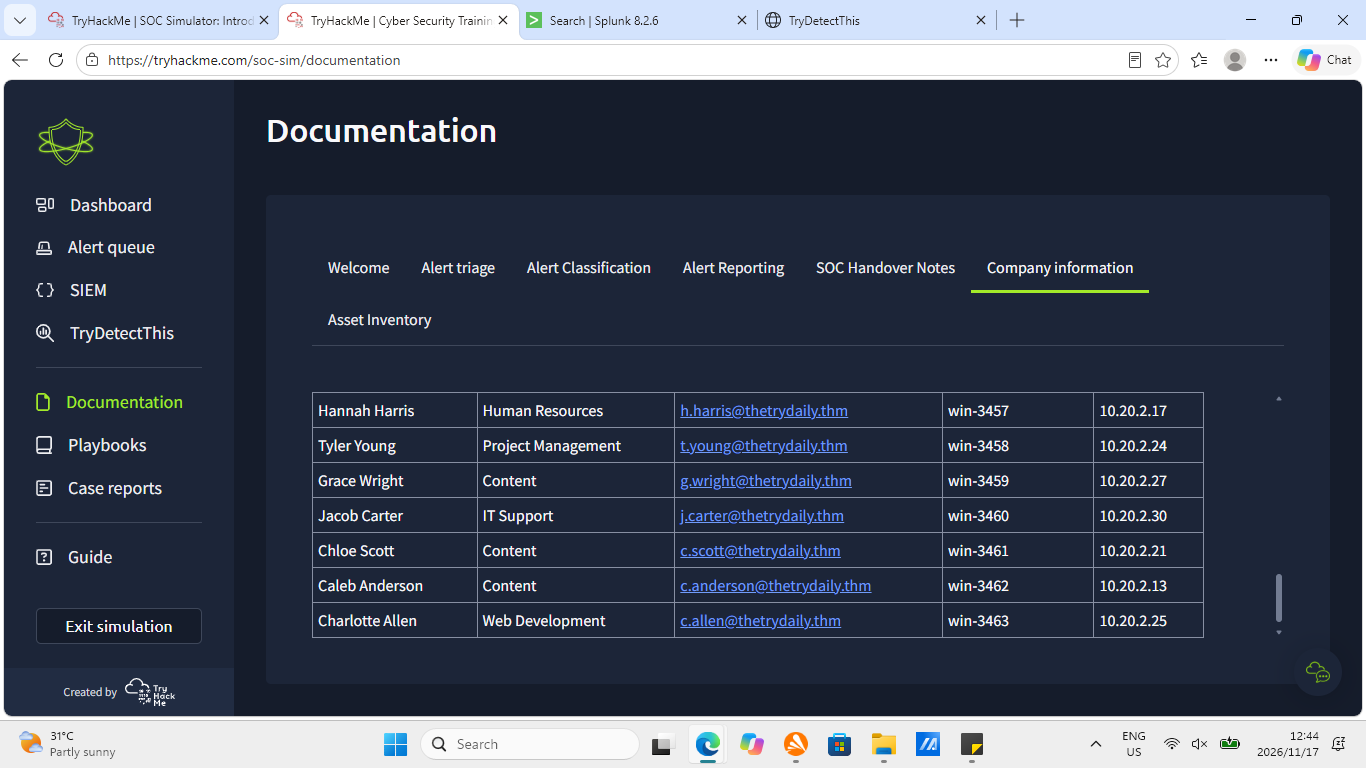 TryHackMe | SOC Simulator: Introd
TryHackMe | Cyber Security Trainin
Search | Splunk 8.2.6
TryDetectThis
https://tryhackme.com/soc-sim/documentation
Chat
Documentation
Dashboard
Alert queue
SIEM
TryDetectThis
Documentation
Playbooks
Case reports
Guide
Exit simulation
Created by Try Hack Me
Welcome Alert triage Alert Classification Alert Reporting SOC Handover Notes Company information
Asset Inventory
Hannah Harris Human Resources h.harris@thetrydaily.thm win-3457 10.20.2.17
Tyler Young Project Management t.young@thetrydaily.thm win-3458 10.20.2.24
Grace Wright Content g.wright@thetrydaily.thm win-3459 10.20.2.27
Jacob Carter IT Support j.carter@thetrydaily.thm win-3460 10.20.2.30
Chloe Scott Content c.scott@thetrydaily.thm win-3461 10.20.2.21
Caleb Anderson Content c.anderson@thetrydaily.thm win-3462 10.20.2.13
Charlotte Allen Web Development c.allen@thetrydaily.thm win-3463 10.20.2.25
31°C
Partly sunny
Search
ENG
US
12:44
2026/11/17